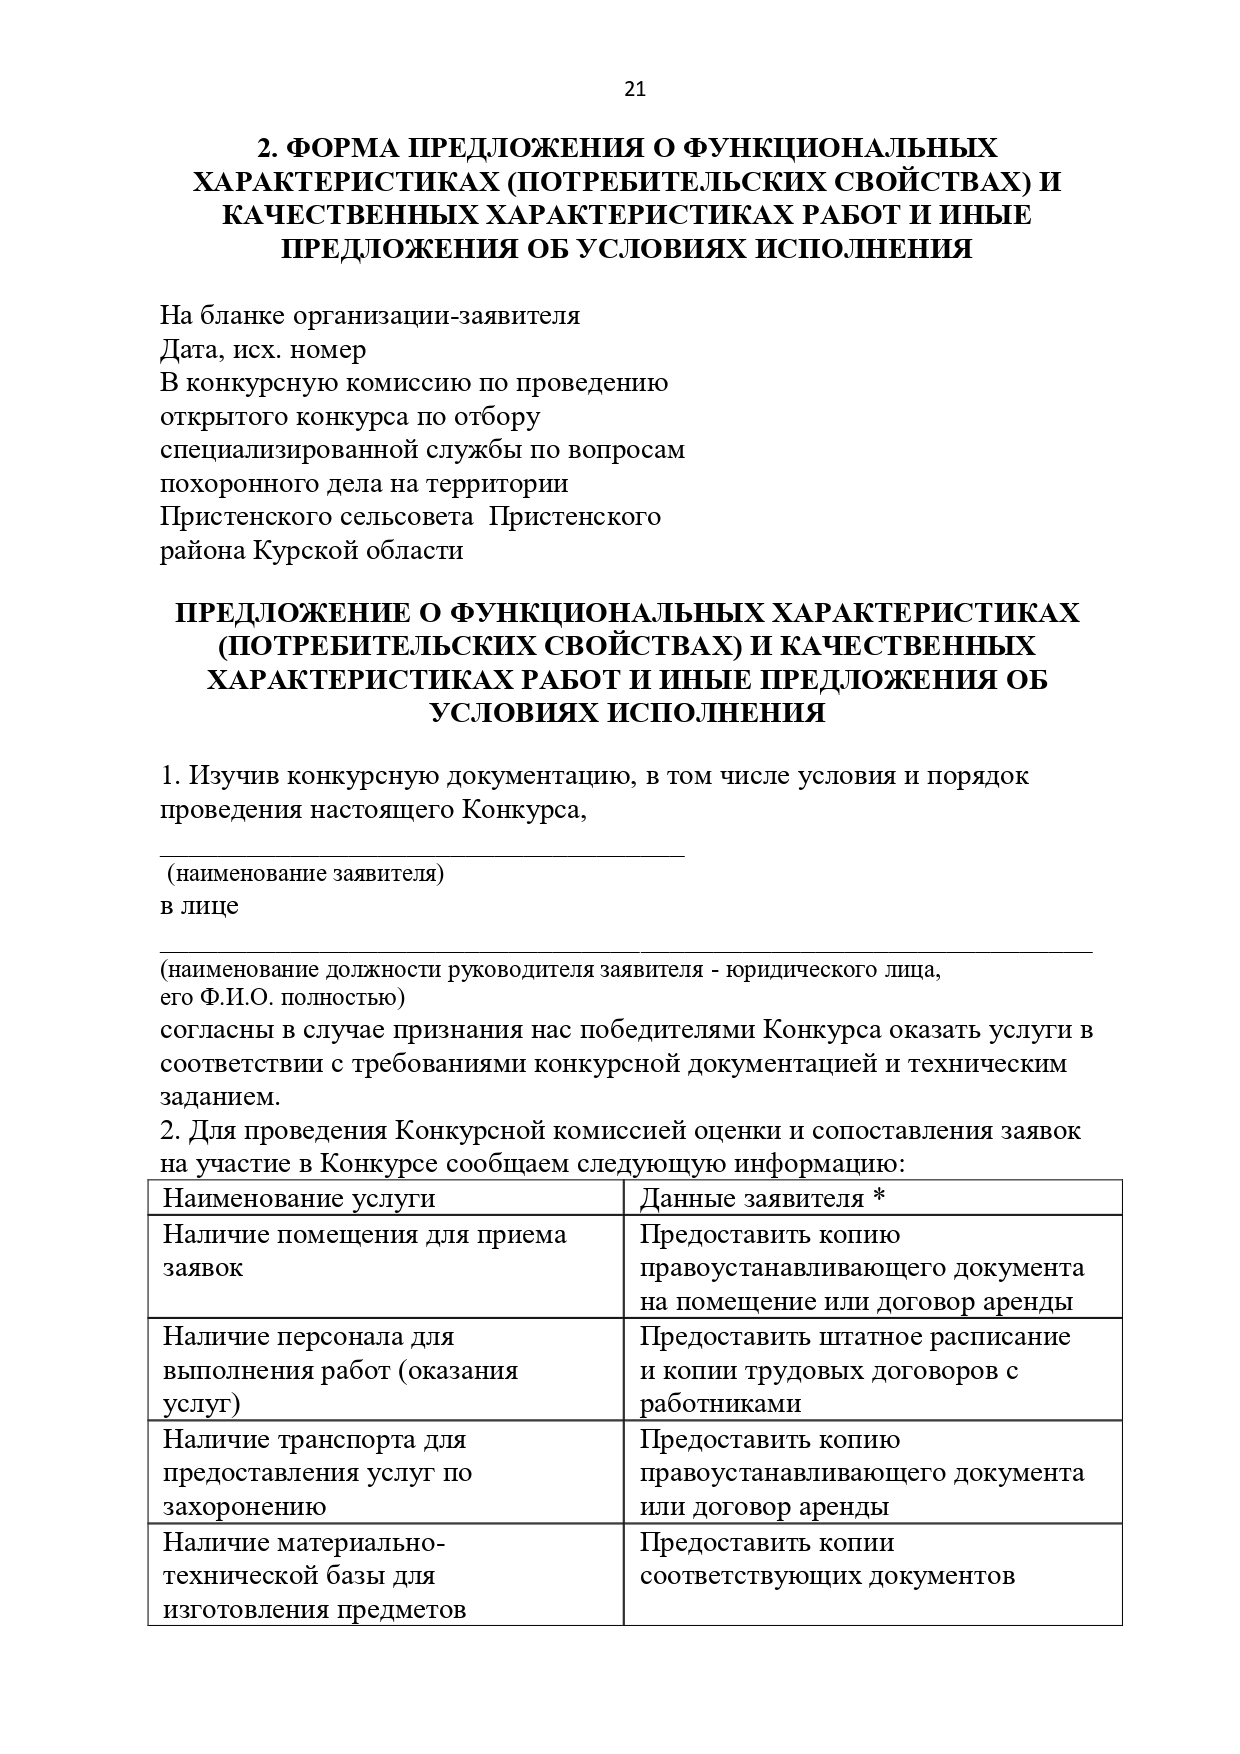 21
2. ФОРМА ПРЕДЛОЖЕНИЯ О ФУНКЦИОНАЛЬНЫХ
ХАРАКТЕРИСТИКАХ (ПОТРЕБИТЕЛЬСКИХ СВОЙСТВАХ) И
КАЧЕСТВЕННЫХ ХАРАКТЕРИСТИКАХ РАБОТ И ИНЫЕ
ПРЕДЛОЖЕНИЯ ОБ УСЛОВИЯХ ИСПОЛНЕНИЯ
На бланке организации-заявителя
Дата, исх. номер
В конкурсную комиссию по проведению
открытого конкурса по отбору
специализированной службы по вопросам
похоронного дела на территории
Пристенского сельсовета  Пристенского
района Курской области
ПРЕДЛОЖЕНИЕ О ФУНКЦИОНАЛЬНЫХ ХАРАКТЕРИСТИКАХ
(ПОТРЕБИТЕЛЬСКИХ СВОЙСТВАХ) И КАЧЕСТВЕННЫХ
ХАРАКТЕРИСТИКАХ РАБОТ И ИНЫЕ ПРЕДЛОЖЕНИЯ ОБ
УСЛОВИЯХ ИСПОЛНЕНИЯ
1. Изучив конкурсную документацию, в том числе условия и порядок
проведения настоящего Конкурса,
_____________________________________
(наименование заявителя)
в лице
__________________________________________________________________
(наименование должности руководителя заявителя - юридического лица,
его Ф.И.О. полностью)
согласны в случае признания нас победителями Конкурса оказать услуги в
соответствии с требованиями конкурсной документацией и техническим
заданием.
2. Для проведения Конкурсной комиссией оценки и сопоставления заявок
на участие в Конкурсе сообщаем следующую информацию:
Наименование услуги
Данные заявителя *
Наличие помещения для приема
заявок
Предоставить копию
правоустанавливающего документа
на помещение или договор аренды
Наличие персонала для
выполнения работ (оказания
услуг)
Предоставить штатное расписание
и копии трудовых договоров с
работниками
Наличие транспорта для
предоставления услуг по
захоронению
Предоставить копию
правоустанавливающего документа
или договор аренды
Наличие материально-
технической базы для
изготовления предметов
Предоставить копии
соответствующих документов